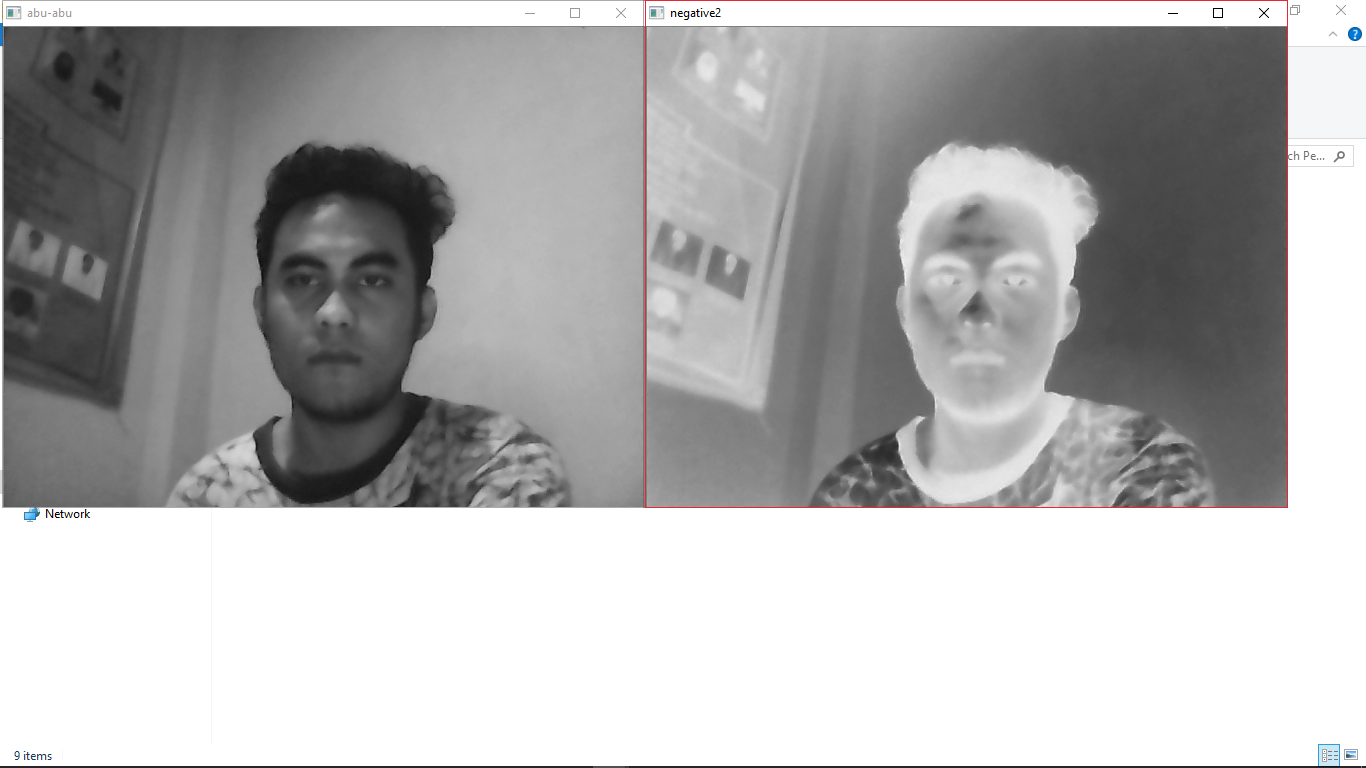 abu-abu
negative2
ch Pe...
Network
9 items